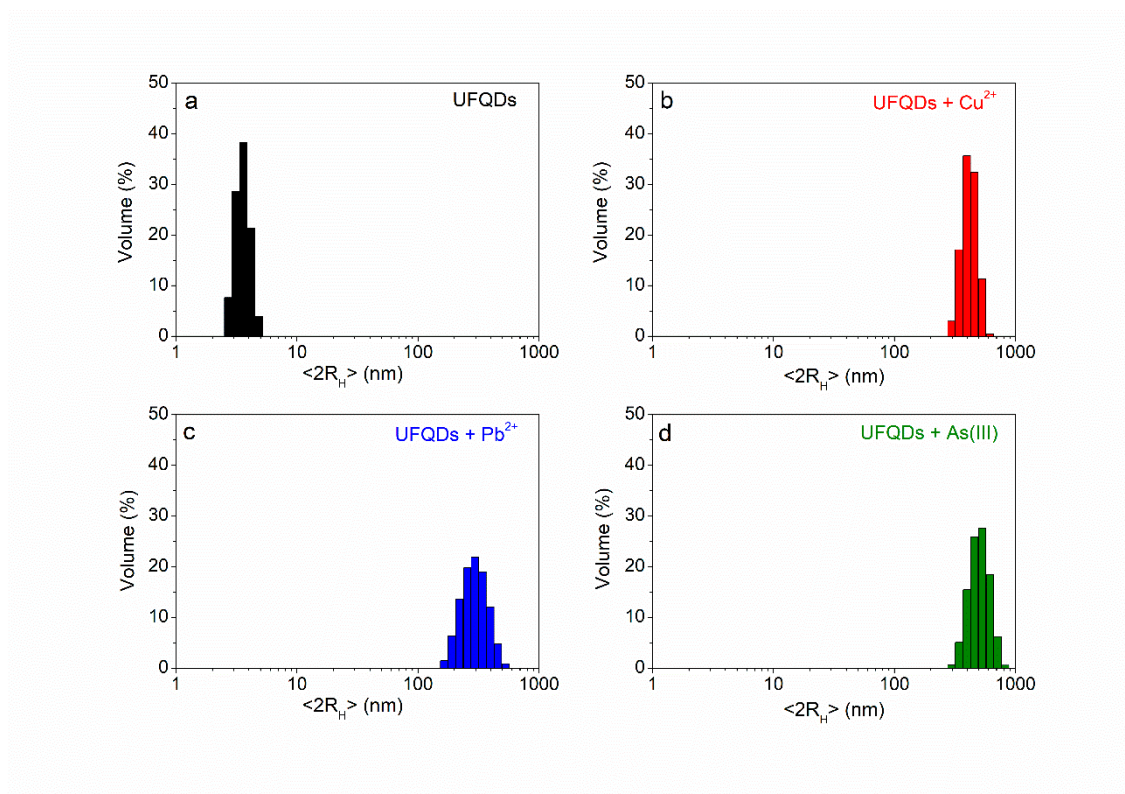 a
UFQDs
50
40
30
20
10
0
Volume (%)
1
10
100
1000
<2R_H> (nm)
b
UFQDs + Cu²⁺
50
40
30
20
10
0
Volume (%)
1
10
100
1000
<2R_H> (nm)
c
UFQDs + Pb²⁺
50
40
30
20
10
0
Volume (%)
1
10
100
1000
<2R_H> (nm)
d
UFQDs + As(III)
50
40
30
20
10
0
Volume (%)
1
10
100
1000
<2R_H> (nm)